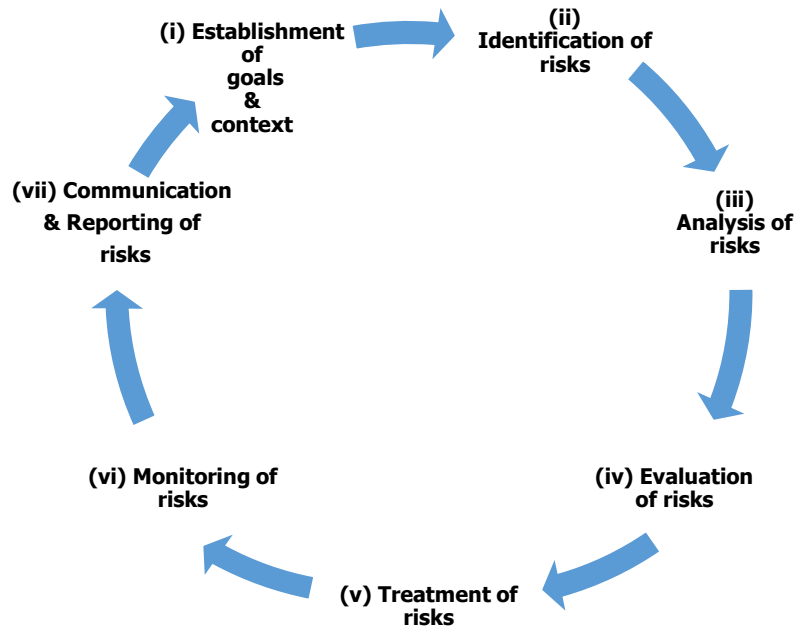 (i) Establishment
of
goals
&
context
(ii)
Identification of
risks
(iii)
Analysis of
risks
(iv) Evaluation
of risks
(v) Treatment of
risks
(vi) Monitoring of
risks
(vii) Communication
& Reporting of
risks